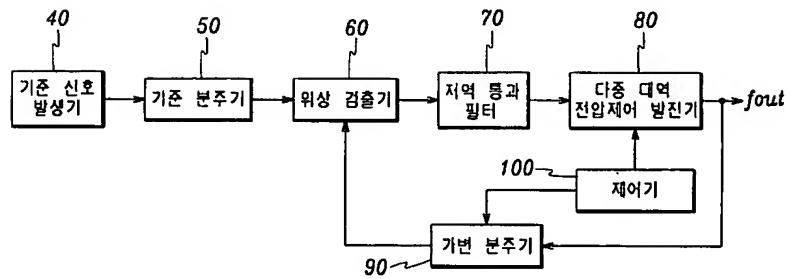 40
50
60
70
80
기준 신호
발생기
기준 분주기
위상 검출기
저역 통과
필터
다중 대역
전압제어 발진기
fout
100
제어기
가변 분주기
90